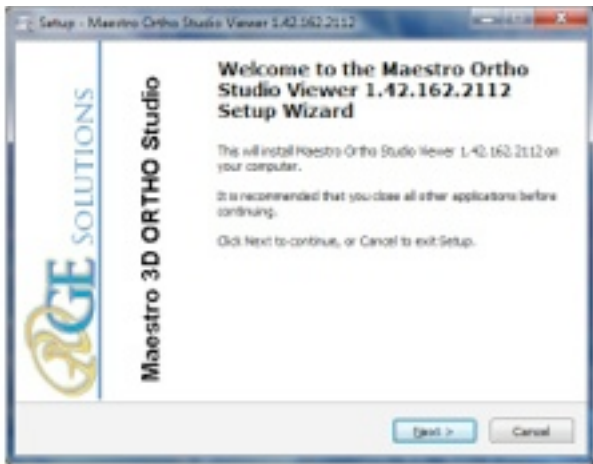 Setup - Maestro Ortho Studio Viewer 1.42.162.2112
Welcome to the Maestro Ortho
Studio Viewer 1.42.162.2112
Setup Wizard
This will install Maestro Ortho Studio Viewer 1.42.162.2112 on
your computer.
It is recommended that you close all other applications before
continuing.
Click Next to continue, or Cancel to exit Setup.
AGE SOLUTIONS
Maestro 3D ORTHO Studio
Next >
Cancel